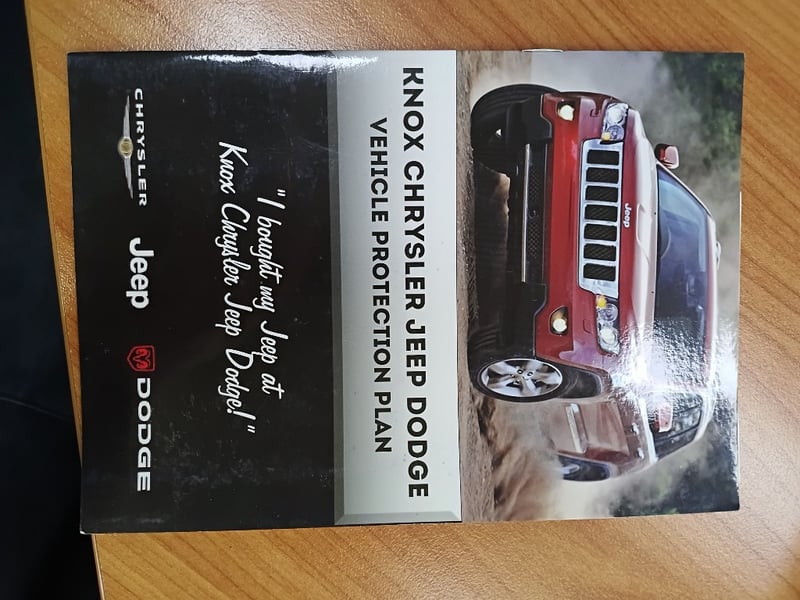 Jeep
KNOX CHRYSLER JEEP DODGE
VEHICLE PROTECTION PLAN
"I bought my Jeep at
Knox Chrysler Jeep Dodge!"
CHRYSLER Jeep DODGE